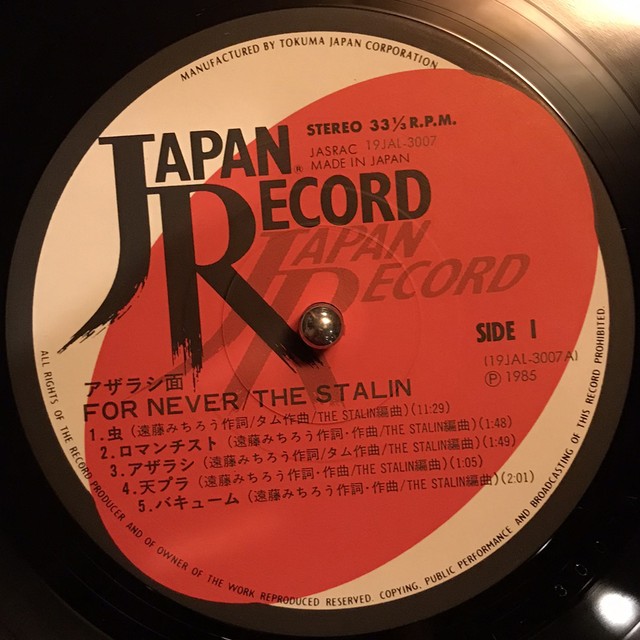 MANUFACTURED BY TOKUMA JAPAN CORPORATION
JAPAN RECORD®
STEREO 33⅓ R.P.M.
JASRAC 19JAL-3007
MADE IN JAPAN
JAPAN RECORD
SIDE 1
(19JAL-3007A)
Ⓟ 1985
アザラシ面
FOR NEVER/THE STALIN
1.虫(遠藤みちろう作詞/タム作曲/THE STALIN編曲)(11:29)
2.ロマンチスト(遠藤みちろう作詞・作曲/THE STALIN編曲)(1:48)
3.アザラシ(遠藤みちろう作詞/タム作曲/THE STALIN編曲)(1:49)
4.天プラ(遠藤みちろう作詞・作曲/THE STALIN編曲)(1:05)
5.バキューム(遠藤みちろう作詞・作曲/THE STALIN編曲)(2:01)
ALL RIGHTS OF THE RECORD PRODUCER AND OF OWNER OF THE WORK REPRODUCED RESERVED. COPYING, PUBLIC PERFORMANCE AND BROADCASTING OF THIS RECORD PROHIBITED.